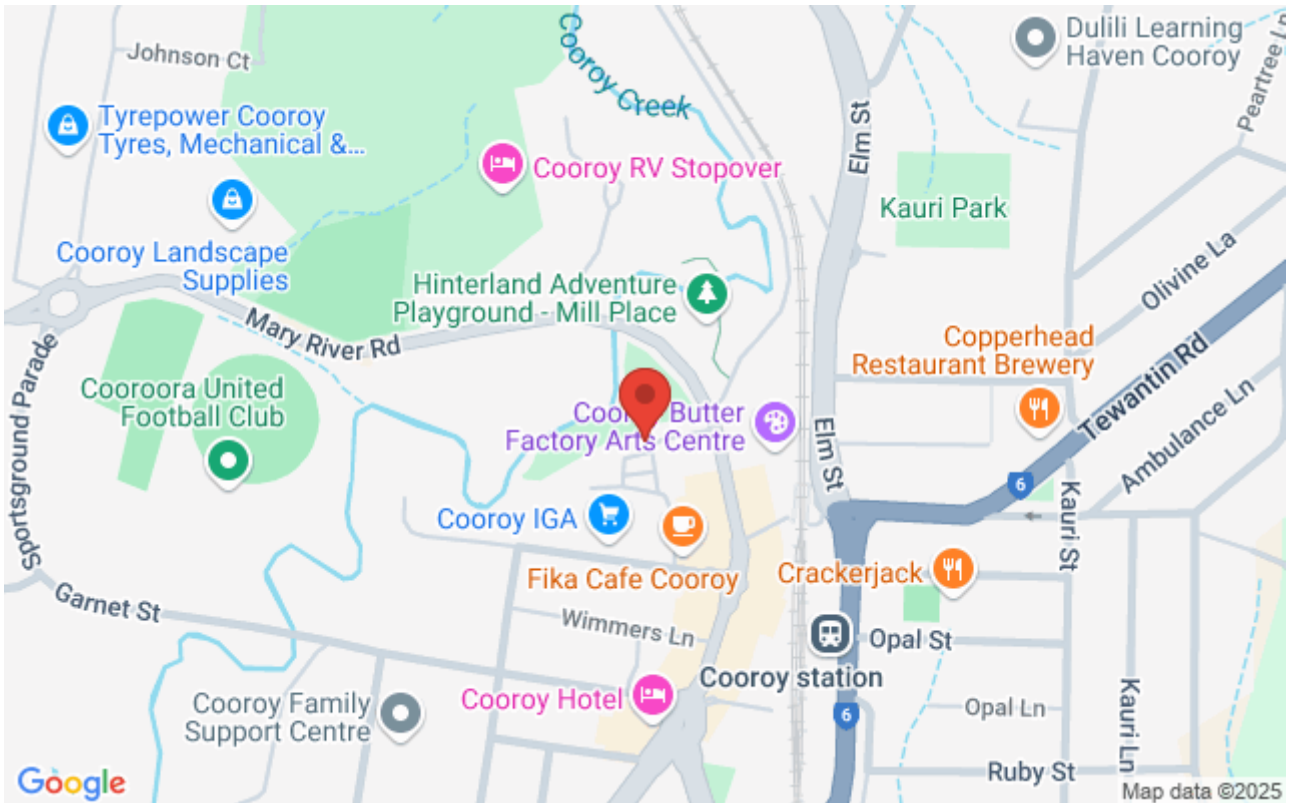 Johnson Ct
Cooroy Creek
Dulili Learning
Haven Cooroy
Peartree Ln
Tyrepower Cooroy
Tyres, Mechanical &...
Elm St
Cooroy RV Stopover
Kauri Park
Cooroy Landscape
Supplies
Olivine La
Hinterland Adventure
Playground - Mill Place
Mary River Rd
Copperhead
Restaurant Brewery
Tewantin Rd
Sportsground Parade
Cooroora United
Football Club
Cooroy Butter
Factory Arts Centre
Elm St
Ambulance Ln
6
Kauri St
Cooroy IGA
Fika Cafe Cooroy
Crackerjack
Garnet St
Wimmers Ln
Opal St
Cooroy station
Cooroy Hotel
Kauri Ln
Cooroy Family
Support Centre
6
Opal Ln
Ruby St
Google
Map data ©2025